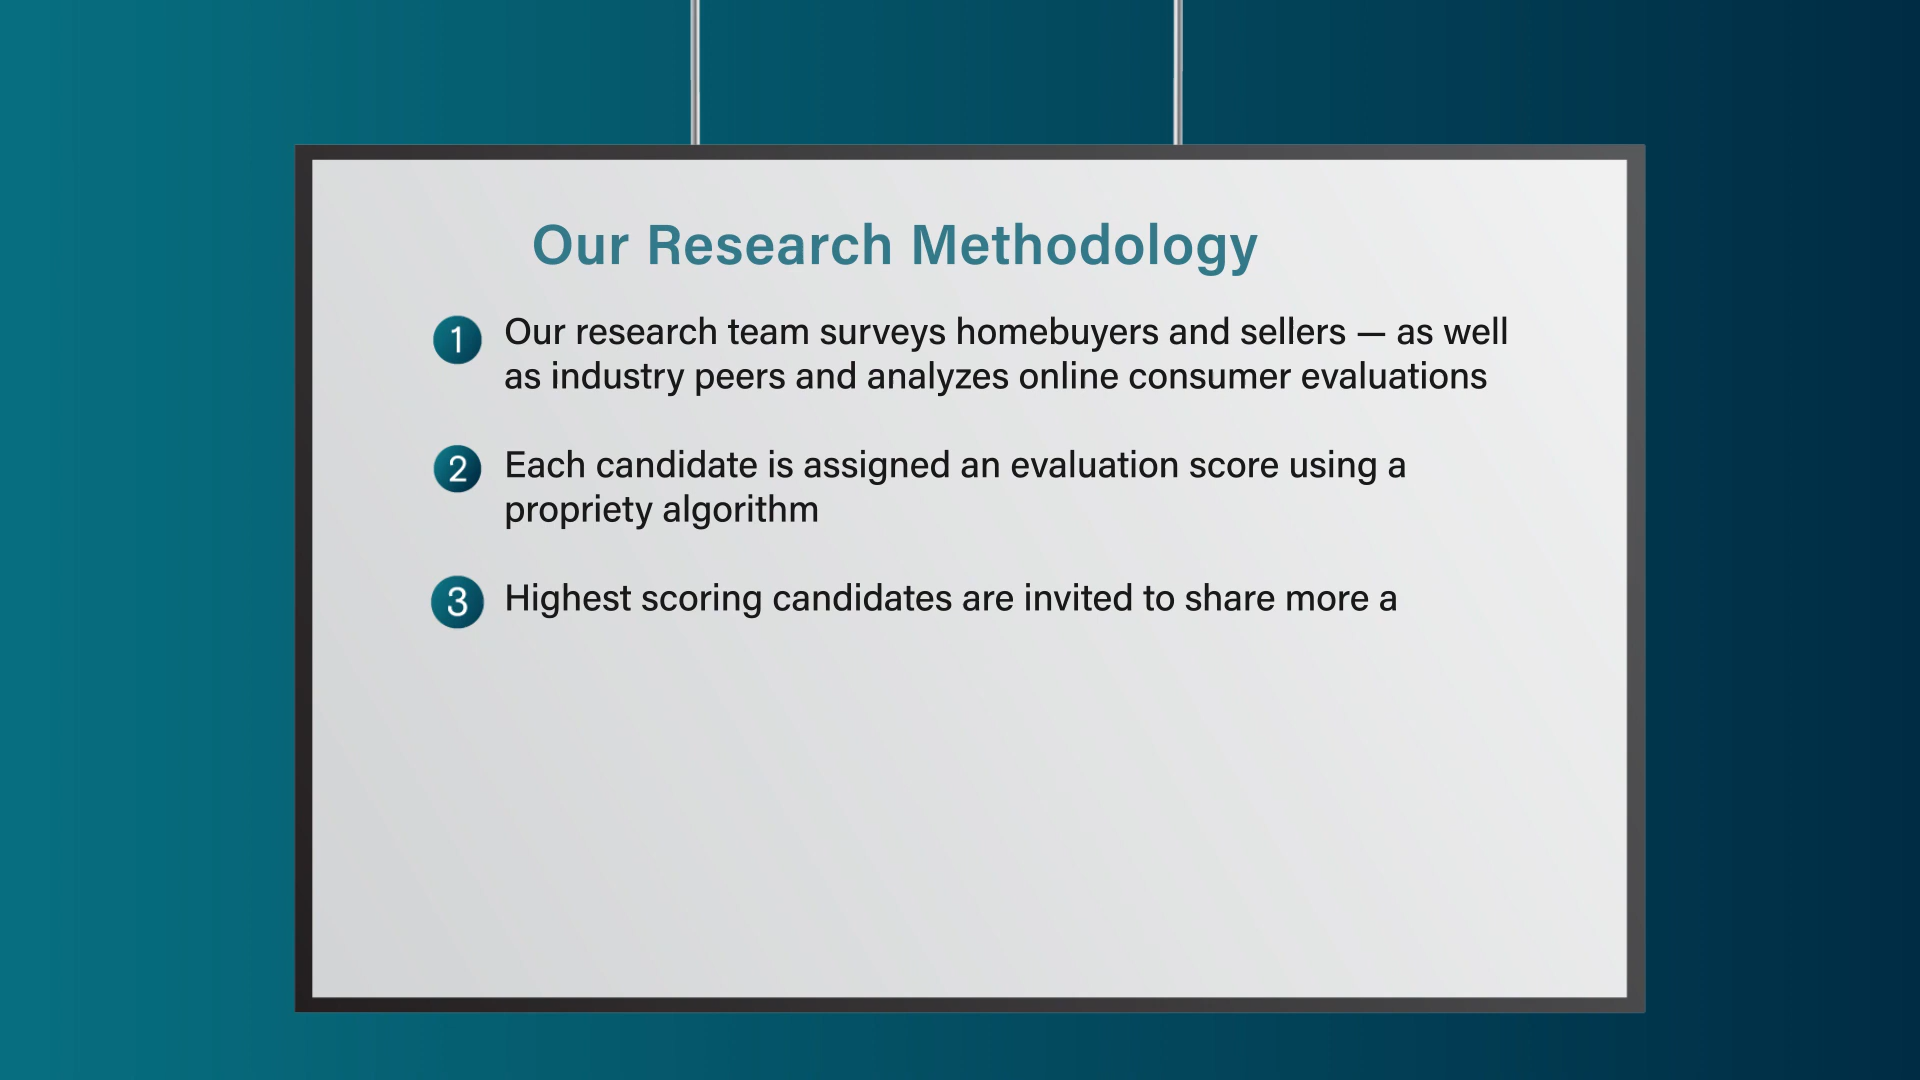 Our Research Methodology
1 Our research team surveys homebuyers and sellers — as well
as industry peers and analyzes online consumer evaluations
2 Each candidate is assigned an evaluation score using a
propriety algorithm
3 Highest scoring candidates are invited to share more a